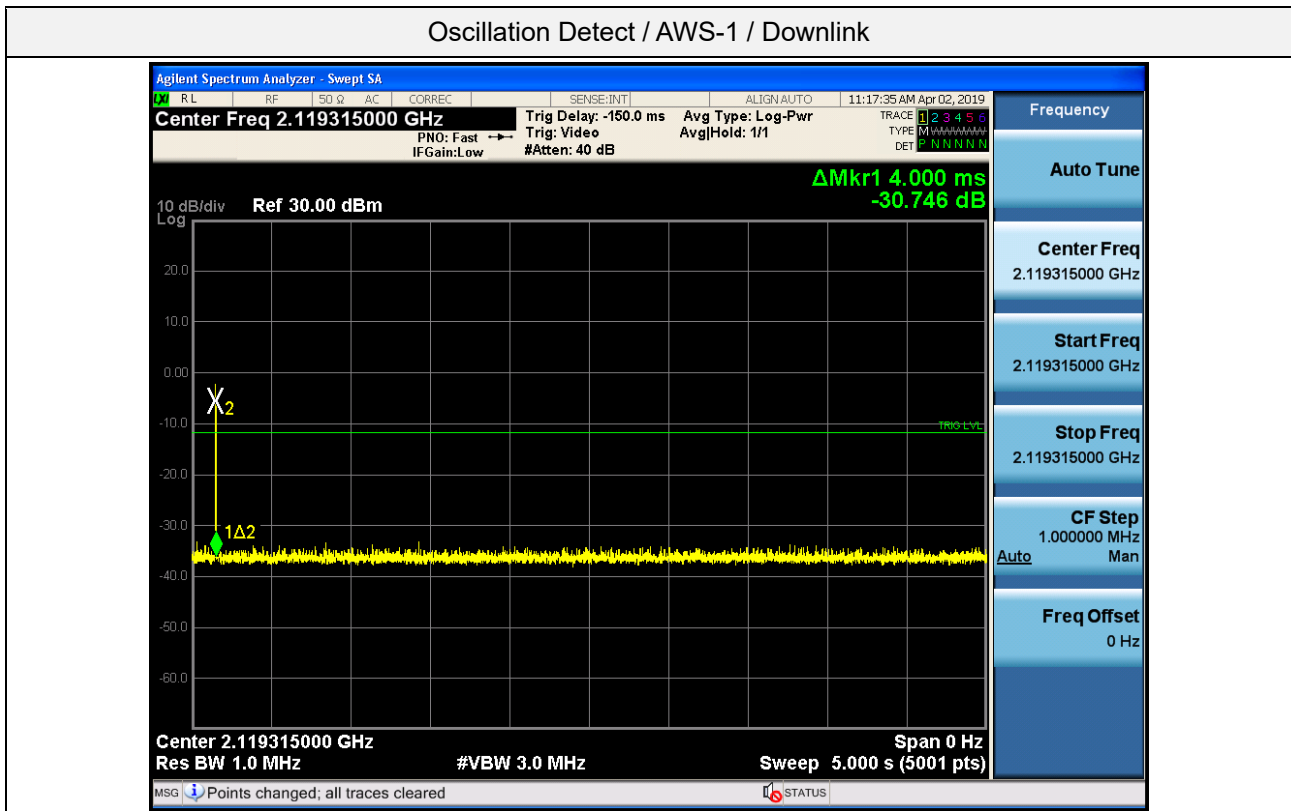 Oscillation Detect / AWS-1 / Downlink
Agilent Spectrum Analyzer - Swept SA
LXI RL RF 50 Ω AC CORREC SENSE:INT ALIGN AUTO 11:17:35 AM Apr 02, 2019
Center Freq 2.119315000 GHz
PNO: Fast
IFGain:Low
Trig Delay: -150.0 ms
Trig: Video
#Atten: 40 dB
Avg Type: Log-Pwr
Avg|Hold: 1/1
TRACE 1 2 3 4 5 6
TYPE M WWWWW
DET P N N N N N
ΔMkr1 4.000 ms
-30.746 dB
10 dB/div Ref 30.00 dBm
Log
20.0
10.0
0.00
-10.0
-20.0
-30.0
-40.0
-50.0
-60.0
2
TRIG LVL
1Δ2
Center 2.119315000 GHz Span 0 Hz
Res BW 1.0 MHz #VBW 3.0 MHz Sweep 5.000 s (5001 pts)
MSG Points changed; all traces cleared STATUS
Frequency
Auto Tune
Center Freq
2.119315000 GHz
Start Freq
2.119315000 GHz
Stop Freq
2.119315000 GHz
CF Step
1.000000 MHz
Auto Man
Freq Offset
0 Hz